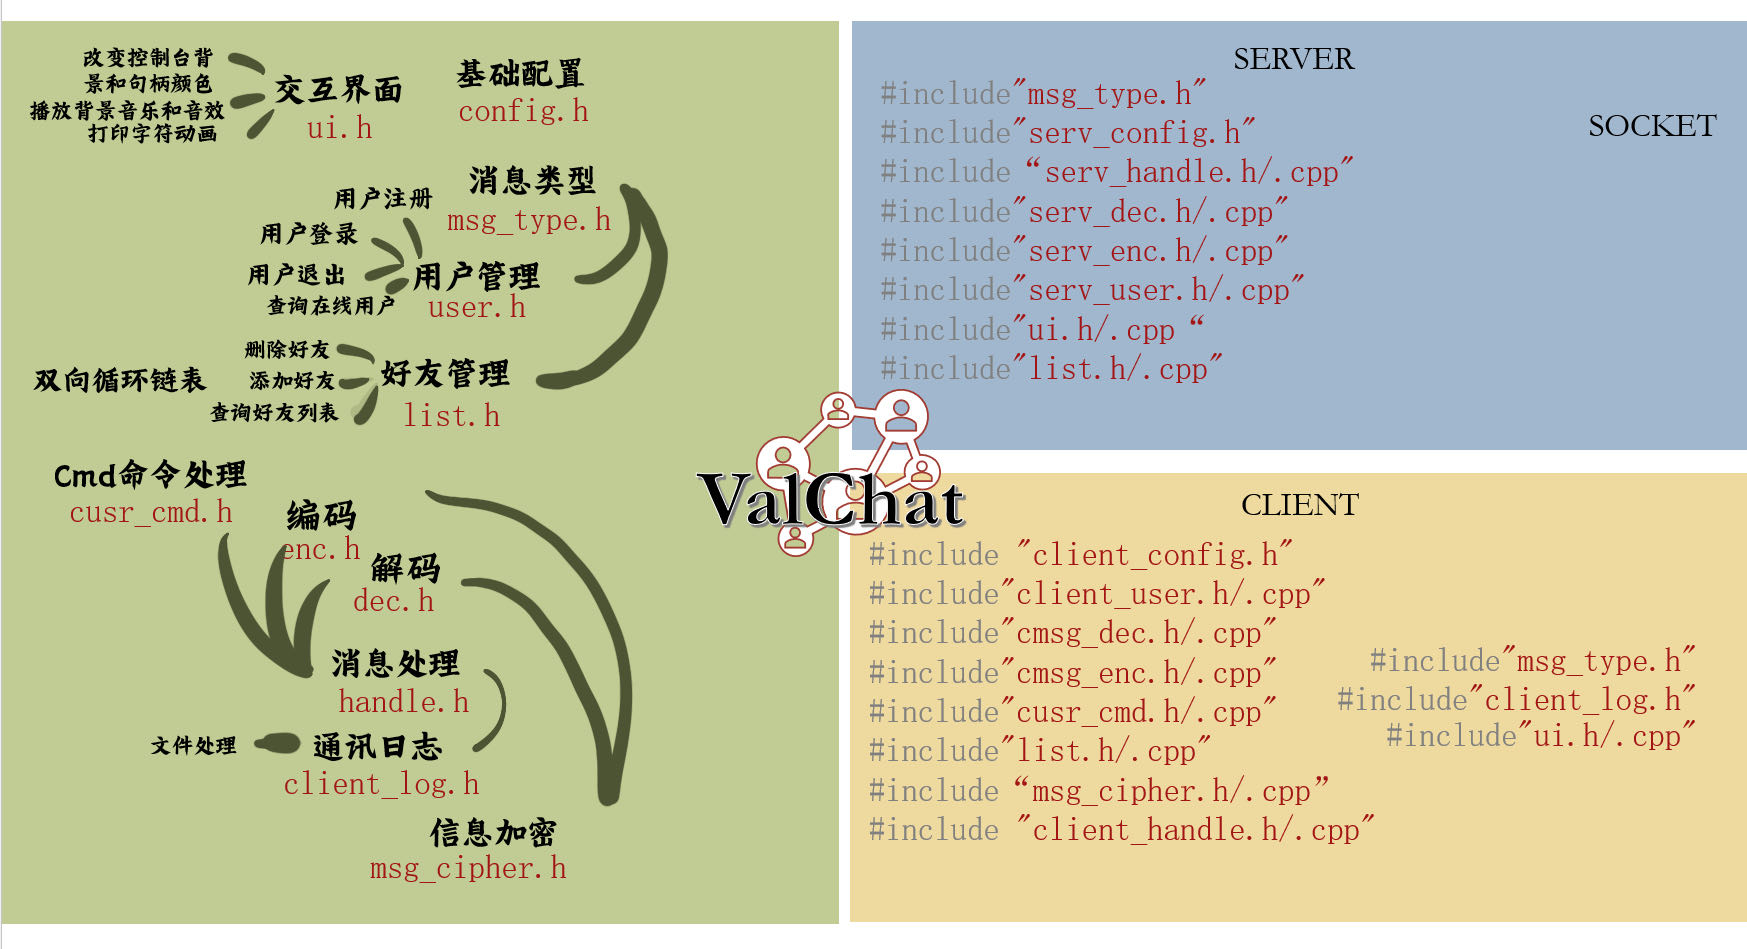 改变控制台背
景和句柄颜色
播放背景音乐和音效
打印字符动画
交互界面
ui.h
基础配置
config.h
消息类型
msg_type.h
用户注册
用户登录
用户退出
查询在线用户
用户管理
user.h
删除好友
添加好友
查询好友列表
双向循环链表
好友管理
list.h
Cmd命令处理
cusr_cmd.h
编码
enc.h
解码
dec.h
消息处理
handle.h
文件处理
通讯日志
client_log.h
信息加密
msg_cipher.h
ValChat
SERVER
SOCKET
#include"msg_type.h"
#include"serv_config.h"
#include “serv_handle.h/.cpp"
#include"serv_dec.h/.cpp"
#include"serv_enc.h/.cpp"
#include"serv_user.h/.cpp"
#include"ui.h/.cpp “
#include"list.h/.cpp"
CLIENT
#include "client_config.h"
#include"client_user.h/.cpp"
#include"cmsg_dec.h/.cpp"
#include"cmsg_enc.h/.cpp"
#include"cusr_cmd.h/.cpp"
#include"list.h/.cpp"
#include “msg_cipher.h/.cpp”
#include "client_handle.h/.cpp"
#include"msg_type.h"
#include"client_log.h"
#include"ui.h/.cpp"